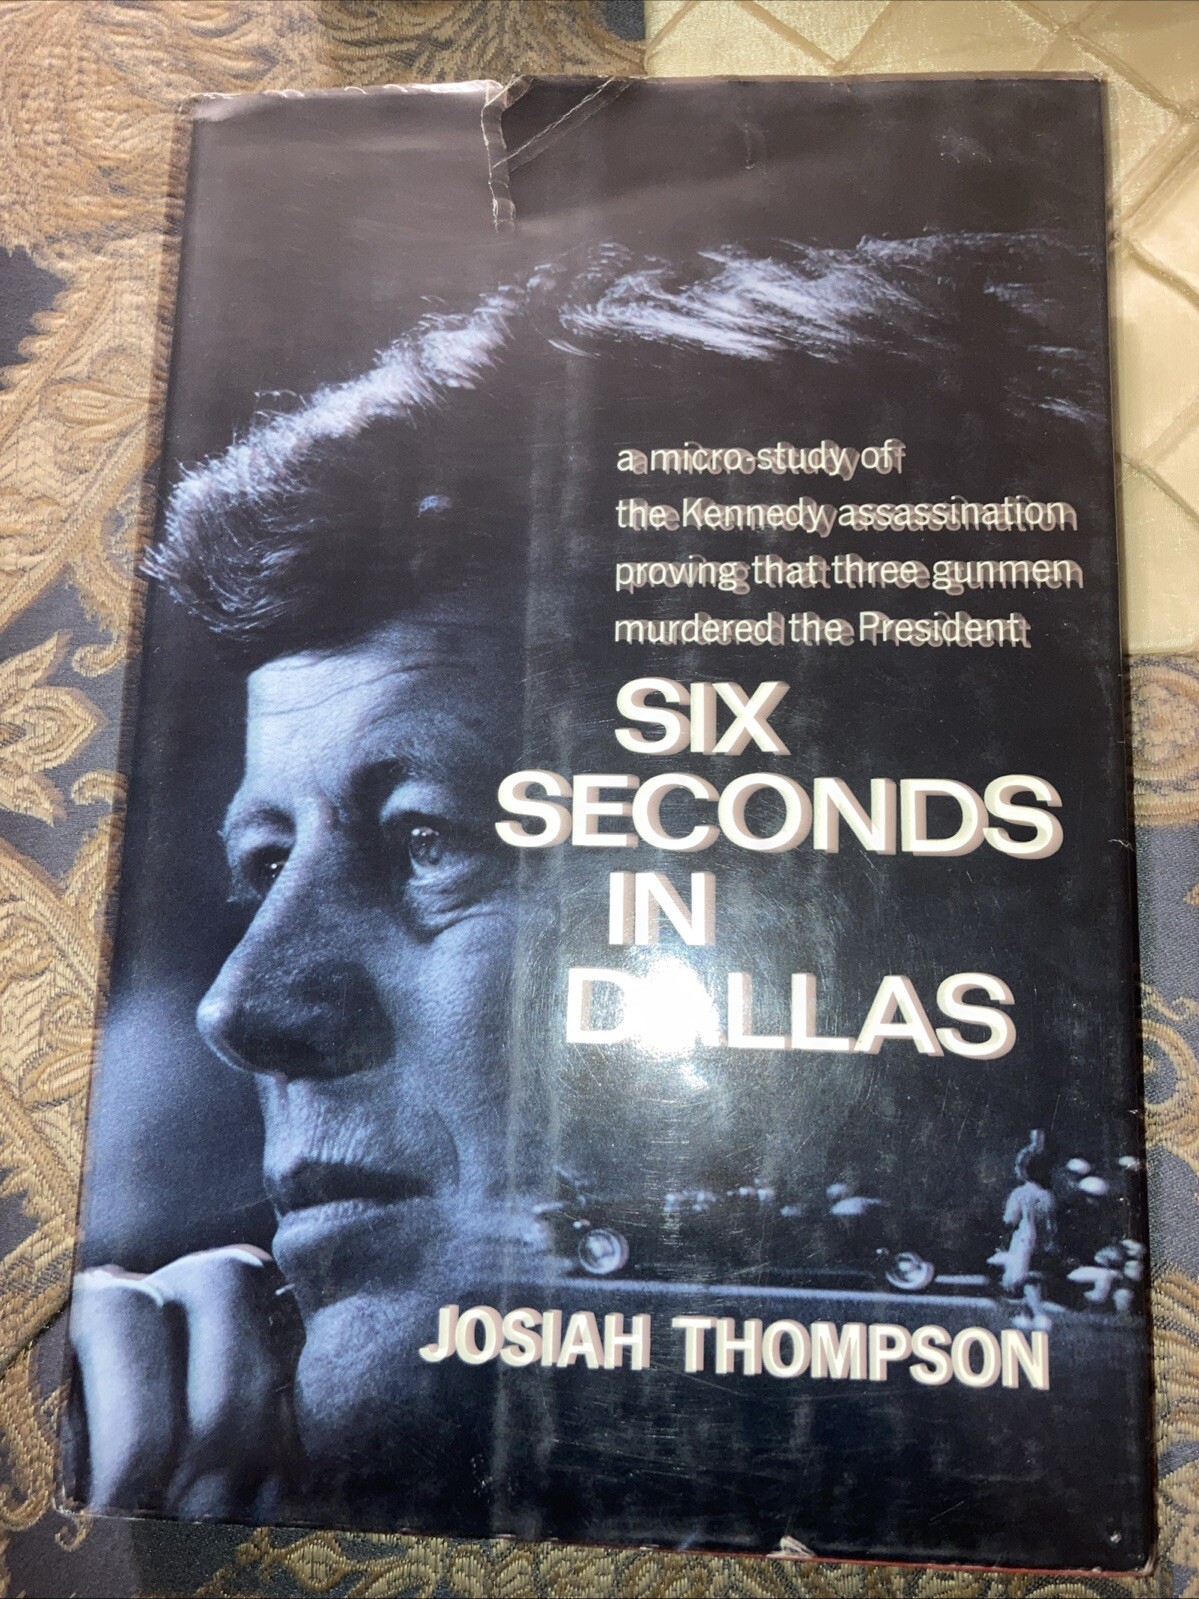 a micro-study of
the Kennedy assassination
proving that three gunmen
murdered the President
SIX
SECONDS
IN
DALLAS
JOSIAH THOMPSON